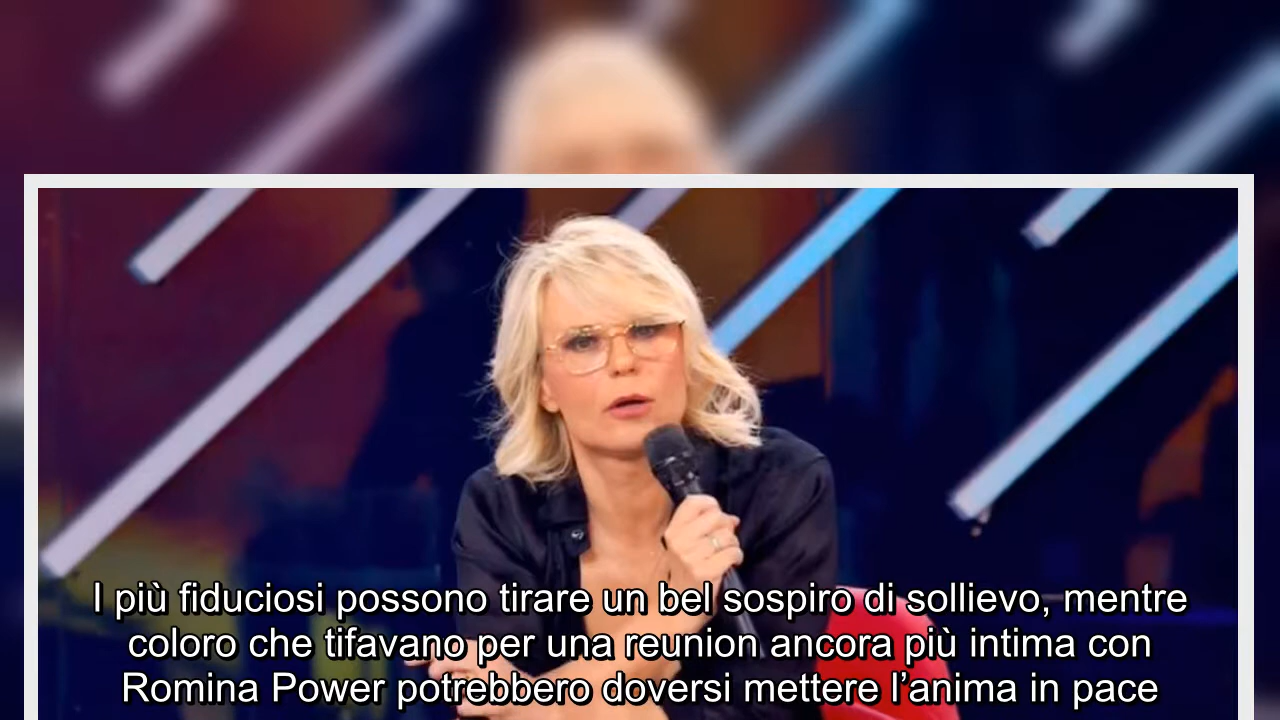 I più fiduciosi possono tirare un bel sospiro di sollievo, mentre
coloro che tifavano per una reunion ancora più intima con
Romina Power potrebbero doversi mettere l’anima in pace